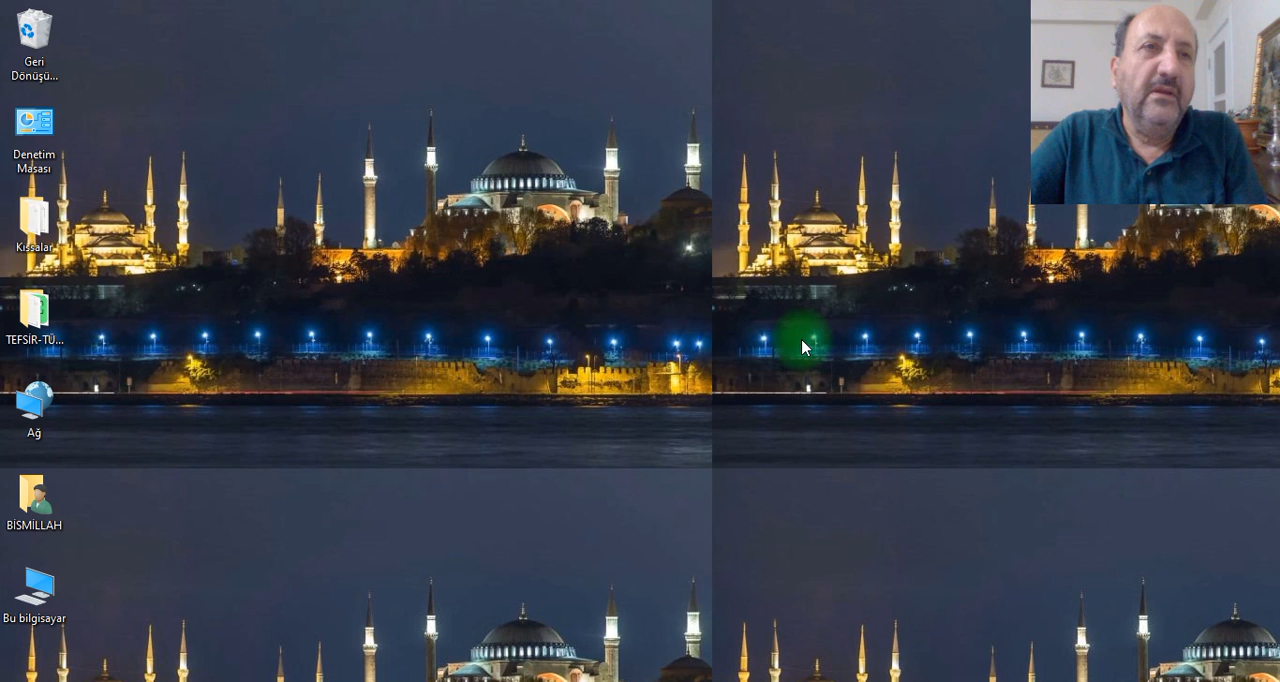 Geri
Dönüşü...
Denetim
Masası
Kıssalar
TEFSİR-TÜ...
Ağ
BİSMİLLAH
Bu bilgisayar